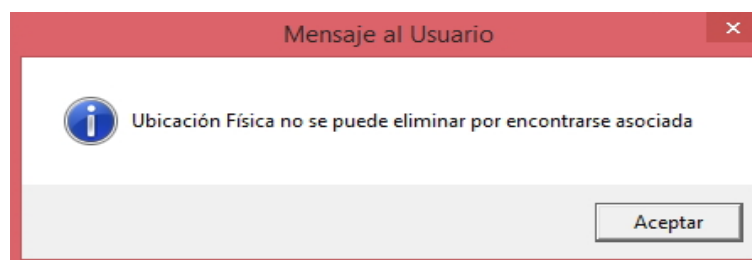 Mensaje al Usuario
Ubicación Física no se puede eliminar por encontrarse asociada
Aceptar